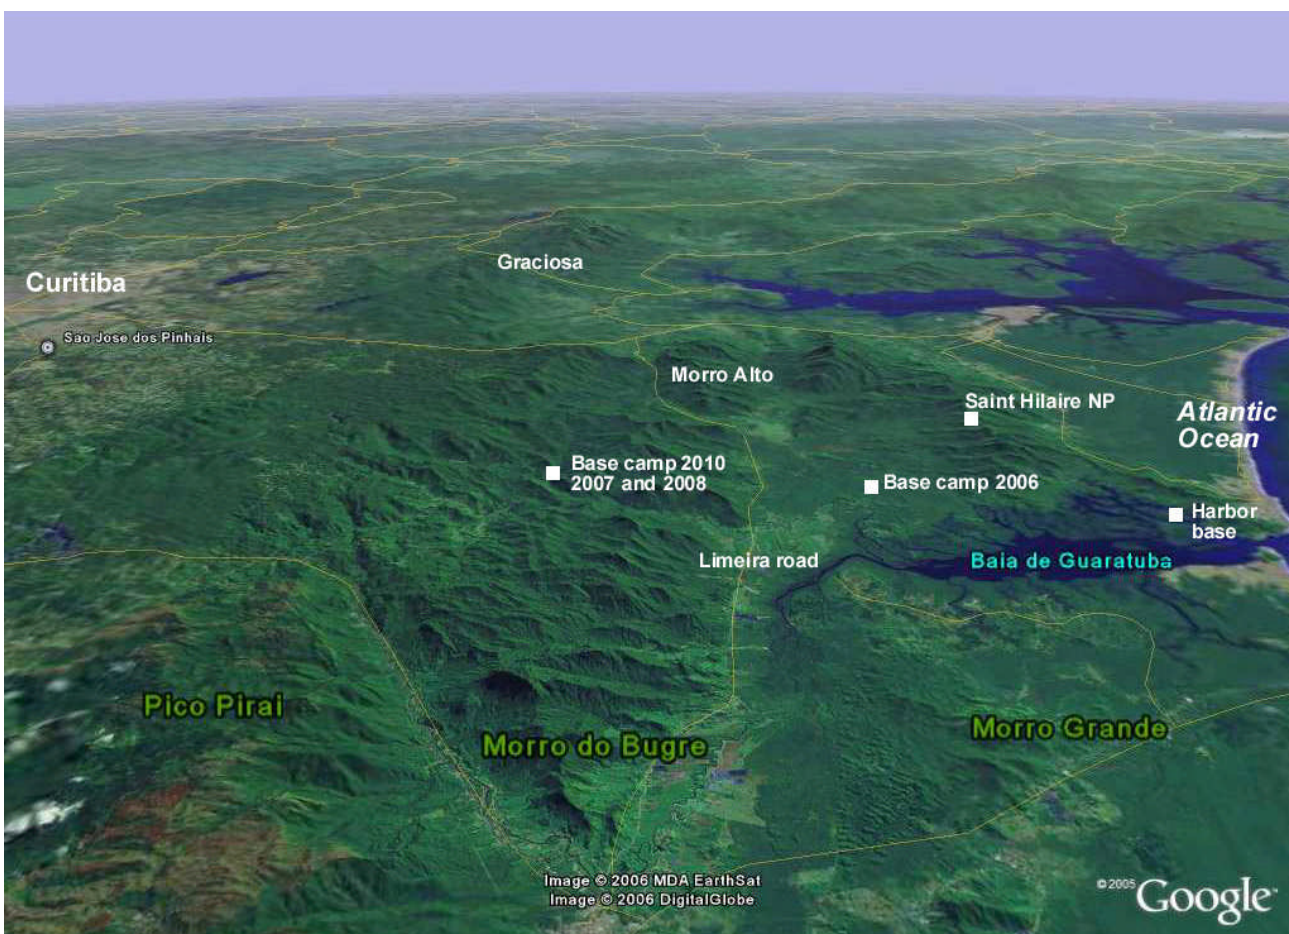 Graciosa
Curitiba
Sao Jose dos Pinhais
Morro Alto
Saint Hilaire NP
Atlantic
Ocean
Base camp 2010
2007 and 2008
Base camp 2006
Harbor
base
Limeira road
Baia de Guaratuba
Pico Pirai
Morro Grande
Morro do Bugre
Image © 2006 MDA EarthSat
Image © 2006 DigitalGlobe
©2005 Google™